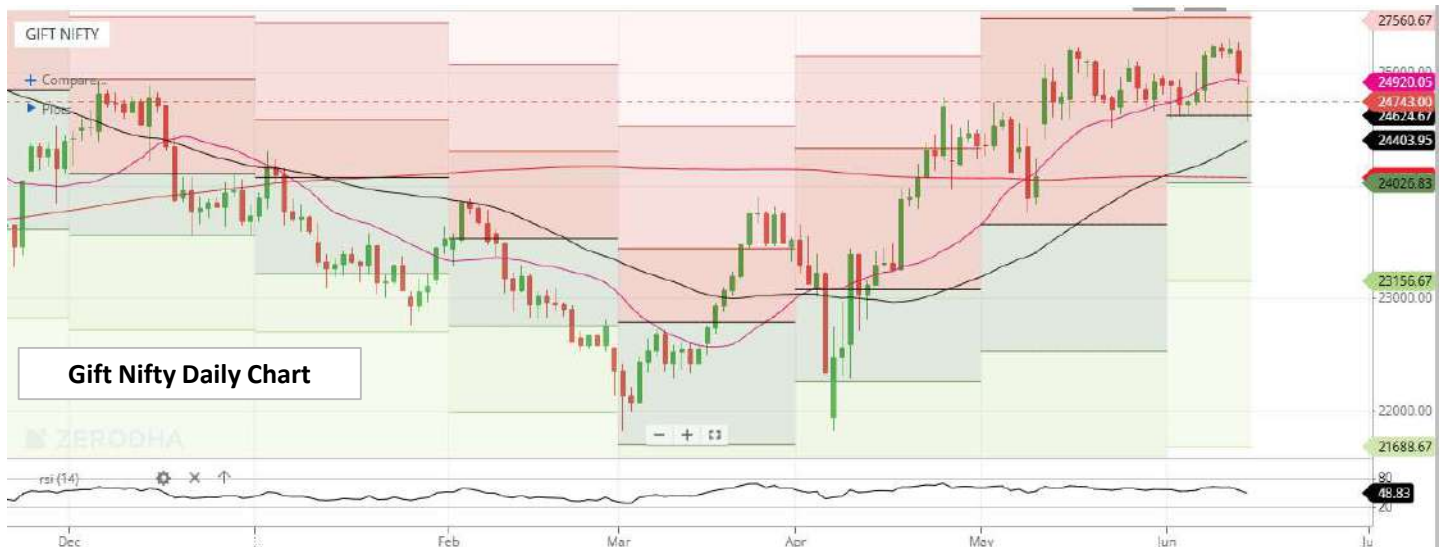 GIFT NIFTY
27560.67
+ Compare...
25000.00
24920.05
Plots
24743.00
24624.67
24403.95
24026.83
23156.67
23000.00
Gift Nifty Daily Chart
22000.00
ZERODHA
21688.67
rsi (14)
80
48.83
20
Dec
Feb
Mar
Apr
May
Jun